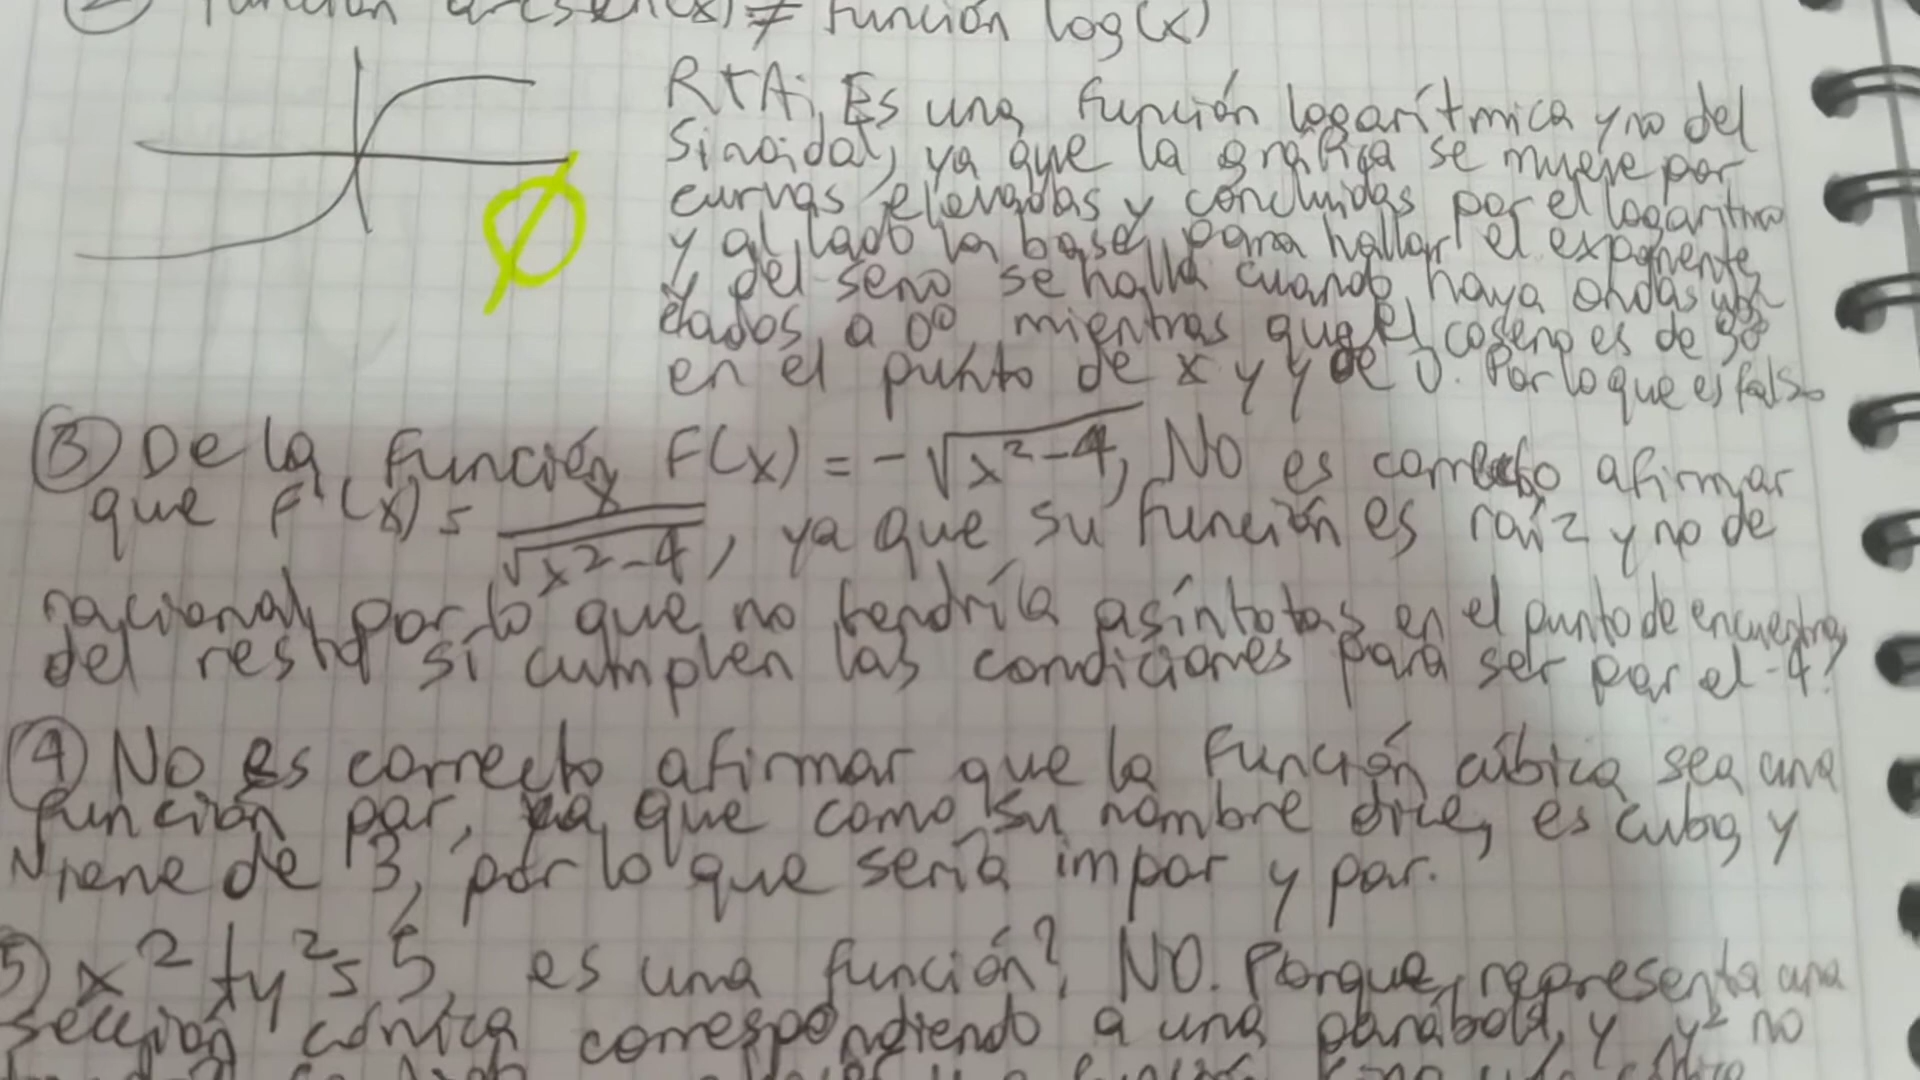 ② función arcsen(x) ≠ función log(x)
RTA: Es una función logarítmica y no del
Sinoidal, ya que la gráfica se mueve por
curvas elevadas y concluidas por el logaritmo
y al lado la base, para hallar el exponente,
y del seno se halla cuando haya ondas
a 0° mientras que el coseno es de 90
en el punto de x y y de 0. Por lo que es falso
③ De la función F(x) = -√x²-4, No es correcto afirmar
que F'(x) = x/√x²-4, ya que su función es raíz y no de
racional, por lo que no tendría asíntotas en el punto de encuentro,
del resto si cumplen las condiciones para ser par el -4.
④ No es correcto afirmar que la función cúbica sea una
función par, ya que como su nombre dice, es cubo, y
viene de 3, por lo que sería impar y par.
5) x² + y² = 5, es una función? NO. Porque, representa una
sección cónica correspondiendo a una parábola, y y² no